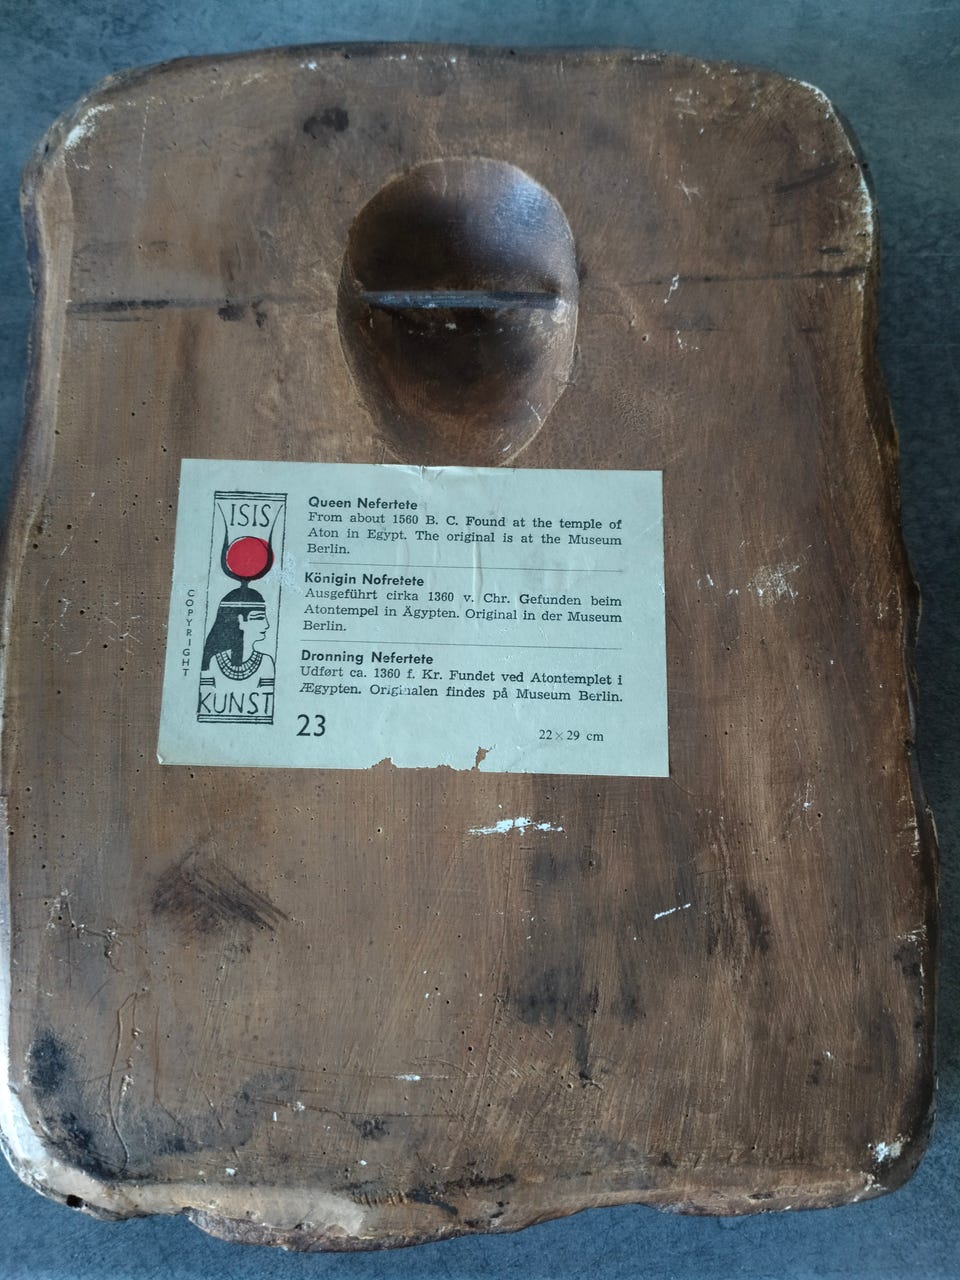 ISIS
KUNST
COPYRIGHT
Queen Nefertete
From about 1560 B. C. Found at the temple of
Aton in Egypt. The original is at the Museum
Berlin.
Königin Nofretete
Ausgeführt cirka 1360 v. Chr. Gefunden beim
Atontempel in Ägypten. Original in der Museum
Berlin.
Dronning Nefertete
Udført ca. 1360 f. Kr. Fundet ved Atontemplet i
Ægypten. Originalen findes på Museum Berlin.
23
22×29 cm